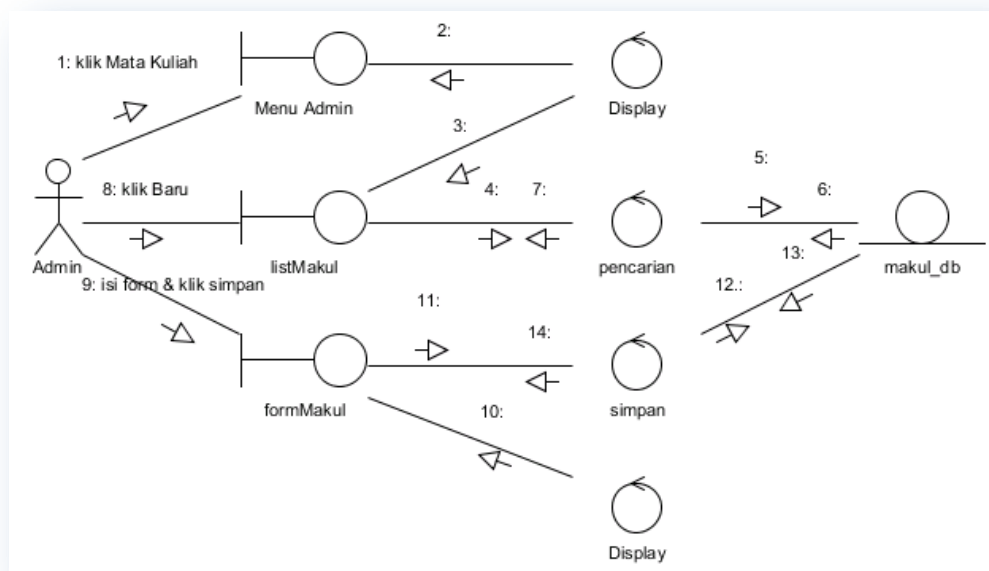 2:
1: klik Mata Kuliah
Menu Admin
Display
3:
5:
8: klik Baru
4:
7:
6:
Admin
listMakul
pencarian
makul_db
13:
9: isi form & klik simpan
12.:
11:
14:
formMakul
simpan
10:
Display